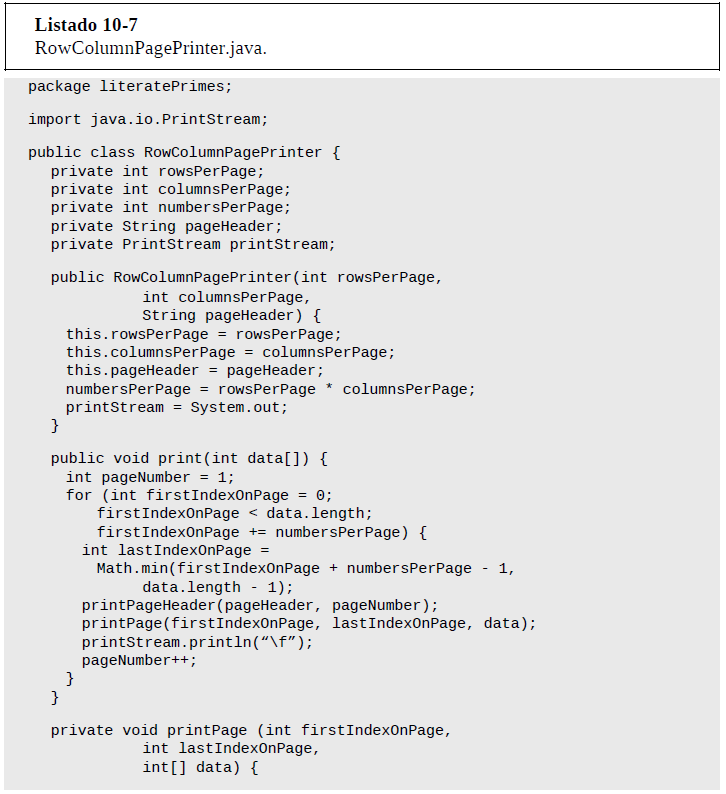 Listado 10-7
RowColumnPagePrinter.java.
package literatePrimes;
import java.io.PrintStream;
public class RowColumnPagePrinter {
private int rowsPerPage;
private int columnsPerPage;
private int numbersPerPage;
private String pageHeader;
private PrintStream printStream;
public RowColumnPagePrinter(int rowsPerPage,
int columnsPerPage,
String pageHeader) {
this.rowsPerPage = rowsPerPage;
this.columnsPerPage = columnsPerPage;
this.pageHeader = pageHeader;
numbersPerPage = rowsPerPage * columnsPerPage;
printStream = System.out;
}
public void print(int data[]) {
int pageNumber = 1;
for (int firstIndexOnPage = 0;
firstIndexOnPage < data.length;
firstIndexOnPage += numbersPerPage) {
int lastIndexOnPage =
Math.min(firstIndexOnPage + numbersPerPage - 1,
data.length - 1);
printPageHeader(pageHeader, pageNumber);
printPage(firstIndexOnPage, lastIndexOnPage, data);
printStream.println(“\f”);
pageNumber++;
}
}
private void printPage (int firstIndexOnPage,
int lastIndexOnPage,
int[] data) {